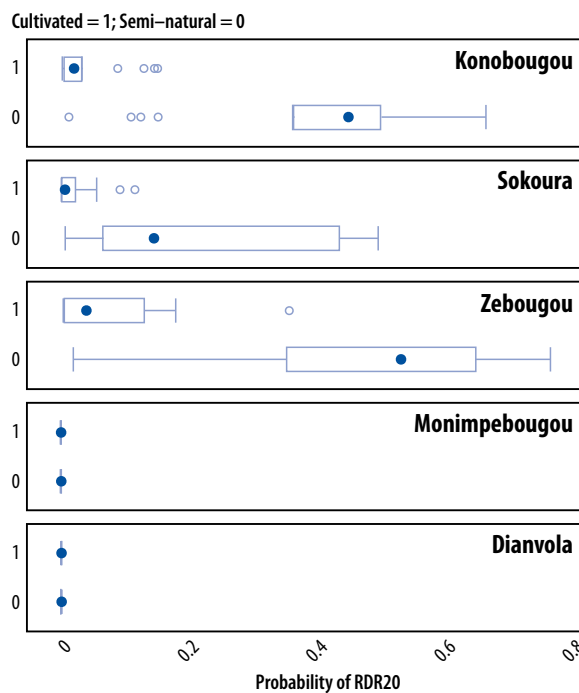 Cultivated = 1; Semi–natural = 0
Konobougou
1
0
Sokoura
1
0
Zebougou
1
0
Monimpebougou
1
0
Dianvola
1
0
0 0.2 0.4 0.6 0.8
Probability of RDR20